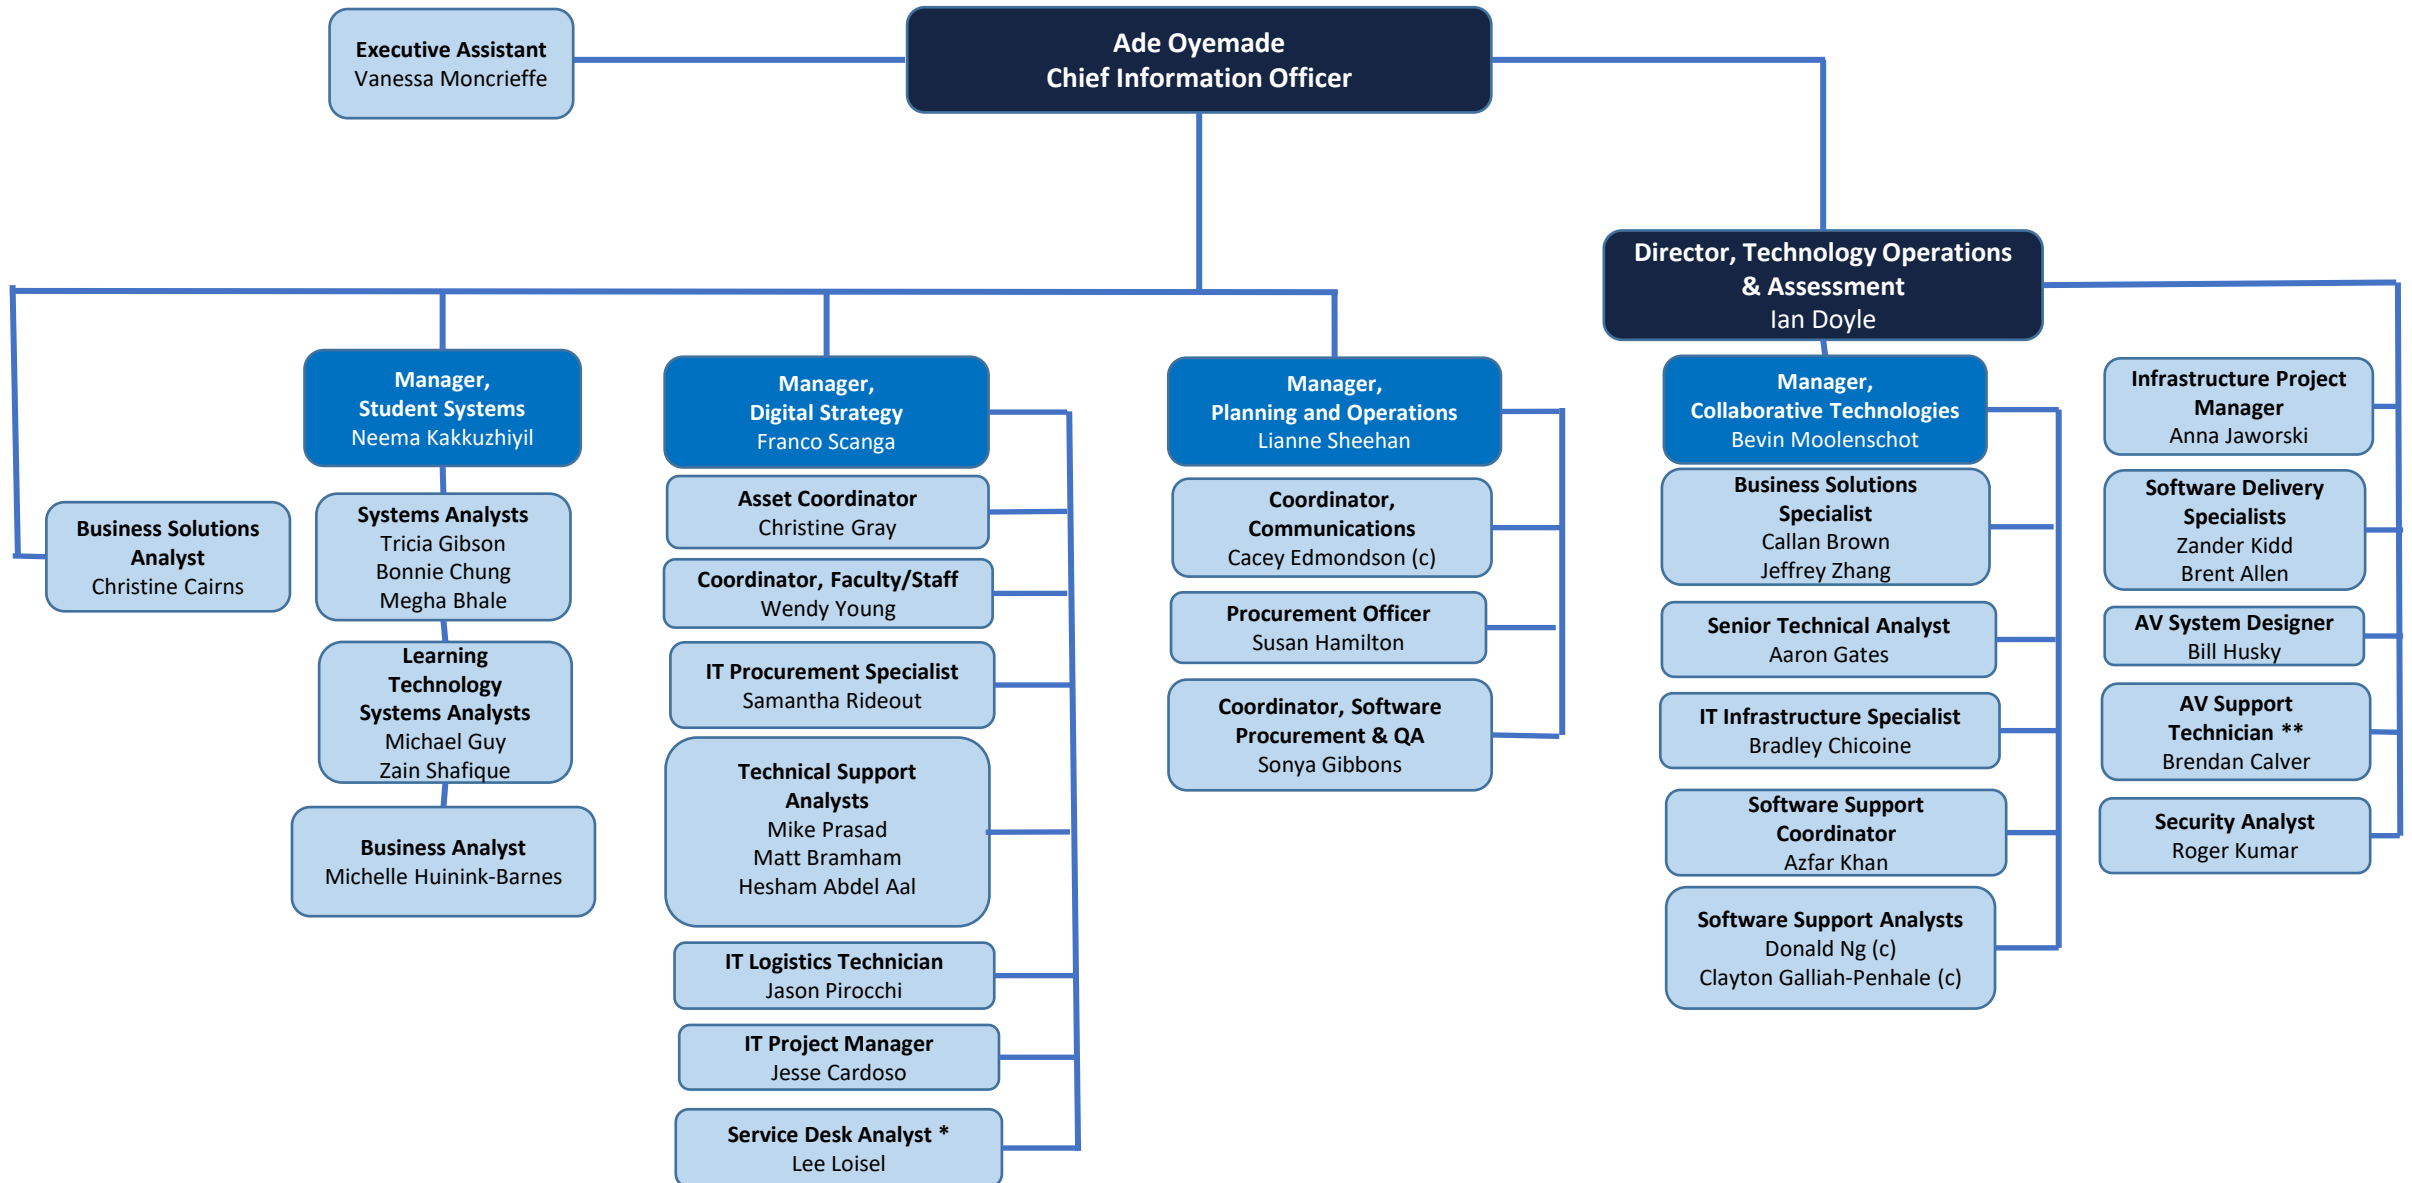 Executive Assistant
Vanessa Moncrieffe
Ade Oyemade
Chief Information Officer
Director, Technology Operations
& Assessment
Ian Doyle
Business Solutions
Analyst
Christine Cairns
Manager,
Student Systems
Neema Kakkuzhiyil
Systems Analysts
Tricia Gibson
Bonnie Chung
Megha Bhale
Learning
Technology
Systems Analysts
Michael Guy
Zain Shafique
Business Analyst
Michelle Huinink-Barnes
Manager,
Digital Strategy
Franco Scanga
Asset Coordinator
Christine Gray
Coordinator, Faculty/Staff
Wendy Young
IT Procurement Specialist
Samantha Rideout
Technical Support
Analysts
Mike Prasad
Matt Bramham
Hesham Abdel Aal
IT Logistics Technician
Jason Pirocchi
IT Project Manager
Jesse Cardoso
Service Desk Analyst *
Lee Loisel
Manager,
Planning and Operations
Lianne Sheehan
Coordinator,
Communications
Cacey Edmondson (c)
Procurement Officer
Susan Hamilton
Coordinator, Software
Procurement & QA
Sonya Gibbons
Manager,
Collaborative Technologies
Bevin Moolenschot
Business Solutions
Specialist
Callan Brown
Jeffrey Zhang
Senior Technical Analyst
Aaron Gates
IT Infrastructure Specialist
Bradley Chicoine
Software Support
Coordinator
Azfar Khan
Software Support Analysts
Donald Ng (c)
Clayton Galliah-Penhale (c)
Infrastructure Project
Manager
Anna Jaworski
Software Delivery
Specialists
Zander Kidd
Brent Allen
AV System Designer
Bill Husky
AV Support
Technician **
Brendan Calver
Security Analyst
Roger Kumar